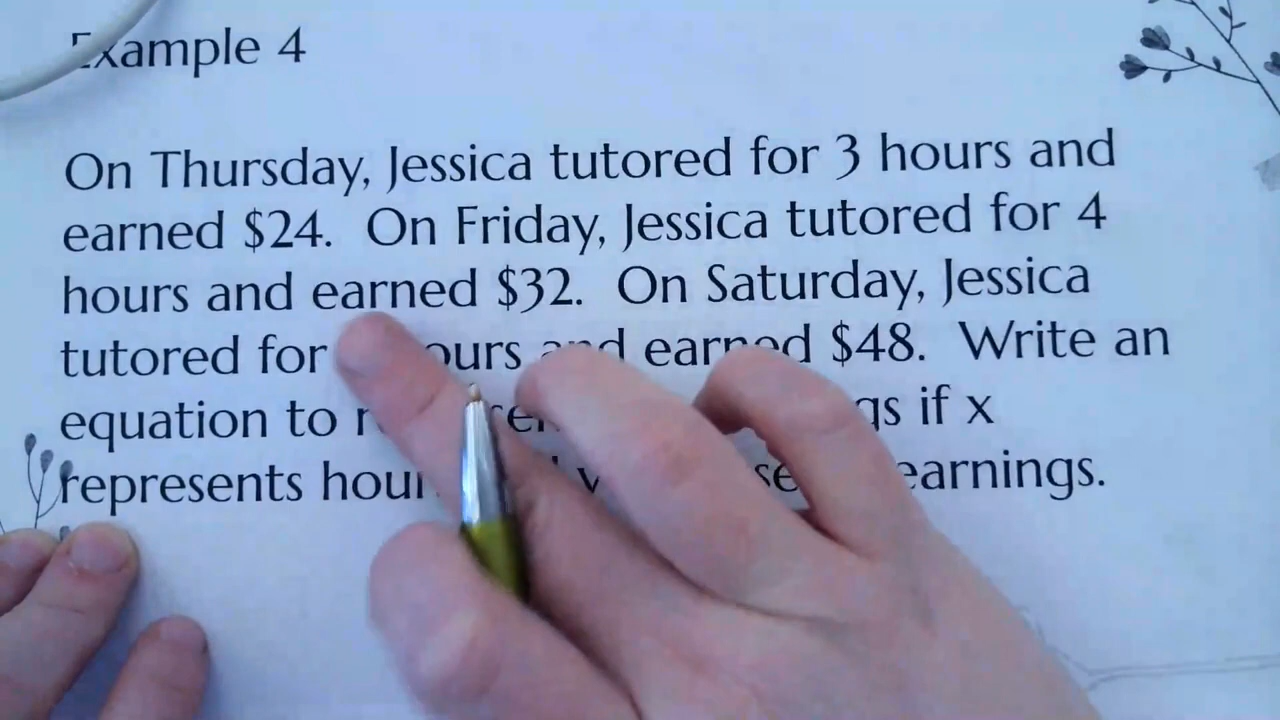 Example 4
On Thursday, Jessica tutored for 3 hours and
earned $24. On Friday, Jessica tutored for 4
hours and earned $32. On Saturday, Jessica
tutored for and earned $48. Write an
equation to if x
represents earnings.